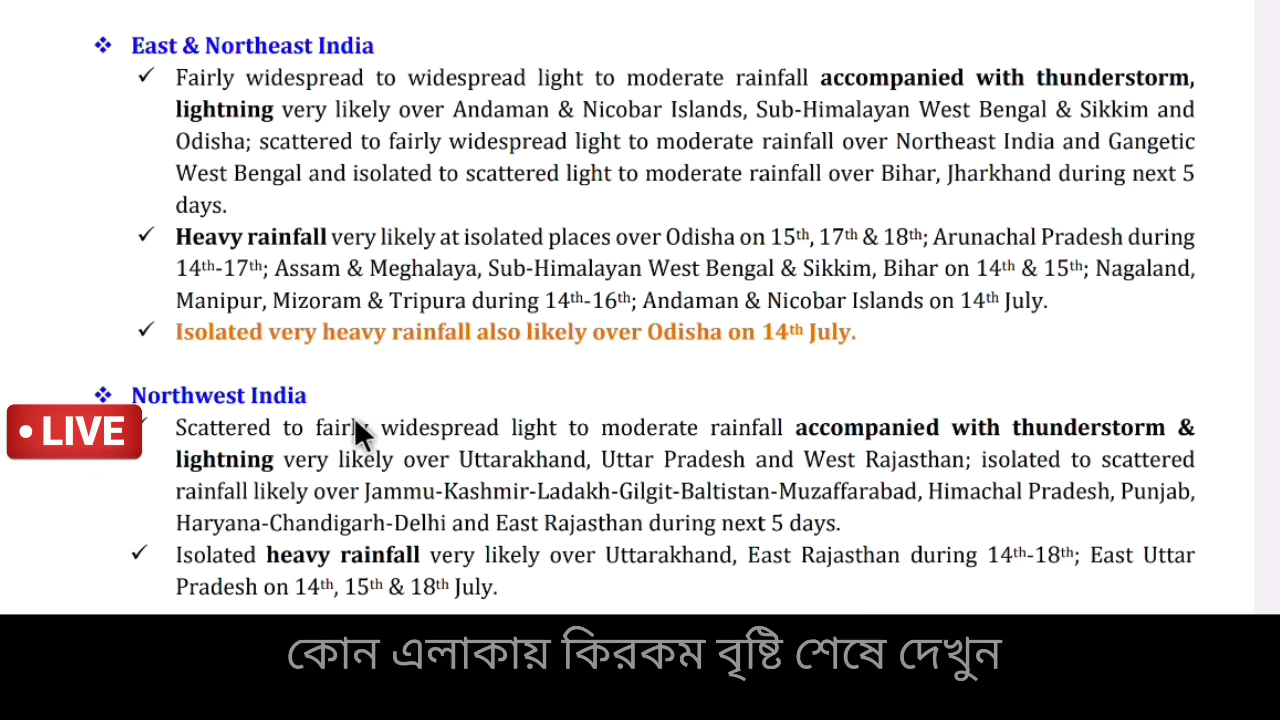 ❖ East & Northeast India
✓ Fairly widespread to widespread light to moderate rainfall accompanied with thunderstorm,
lightning very likely over Andaman & Nicobar Islands, Sub-Himalayan West Bengal & Sikkim and
Odisha; scattered to fairly widespread light to moderate rainfall over Northeast India and Gangetic
West Bengal and isolated to scattered light to moderate rainfall over Bihar, Jharkhand during next 5
days.
✓ Heavy rainfall very likely at isolated places over Odisha on 15th, 17th & 18th; Arunachal Pradesh during
14th-17th; Assam & Meghalaya, Sub-Himalayan West Bengal & Sikkim, Bihar on 14th & 15th; Nagaland,
Manipur, Mizoram & Tripura during 14th-16th; Andaman & Nicobar Islands on 14th July.
✓ Isolated very heavy rainfall also likely over Odisha on 14th July.
❖ Northwest India
• LIVE
Scattered to fairly widespread light to moderate rainfall accompanied with thunderstorm &
lightning very likely over Uttarakhand, Uttar Pradesh and West Rajasthan; isolated to scattered
rainfall likely over Jammu-Kashmir-Ladakh-Gilgit-Baltistan-Muzaffarabad, Himachal Pradesh, Punjab,
Haryana-Chandigarh-Delhi and East Rajasthan during next 5 days.
✓ Isolated heavy rainfall very likely over Uttarakhand, East Rajasthan during 14th-18th; East Uttar
Pradesh on 14th, 15th & 18th July.
কোন এলাকায় কিরকম বৃষ্টি শেষে দেখুন